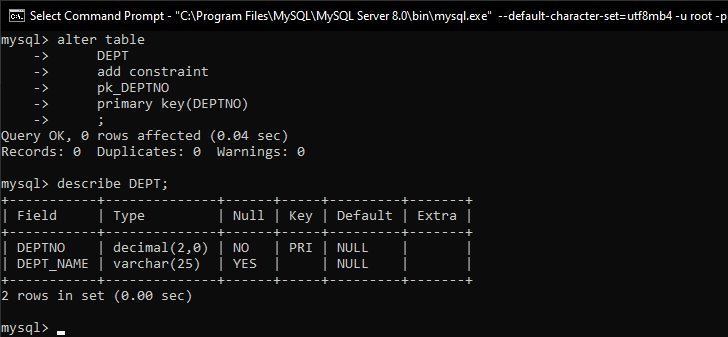 Select Command Prompt - "C:\Program Files\MySQL\MySQL Server 8.0\bin\mysql.exe" --default-character-set=utf8mb4 -u root -p
mysql> alter table
    ->      DEPT
    ->      add constraint
    ->      pk_DEPTNO
    ->      primary key(DEPTNO)
    ->      ;
Query OK, 0 rows affected (0.04 sec)
Records: 0  Duplicates: 0  Warnings: 0
mysql> describe DEPT;
+-----------+--------------+------+-----+---------+-------+
| Field     | Type         | Null | Key | Default | Extra |
+-----------+--------------+------+-----+---------+-------+
| DEPTNO    | decimal(2,0) | NO   | PRI | NULL    |       |
| DEPT_NAME | varchar(25)  | YES  |     | NULL    |       |
+-----------+--------------+------+-----+---------+-------+
2 rows in set (0.00 sec)
mysql>